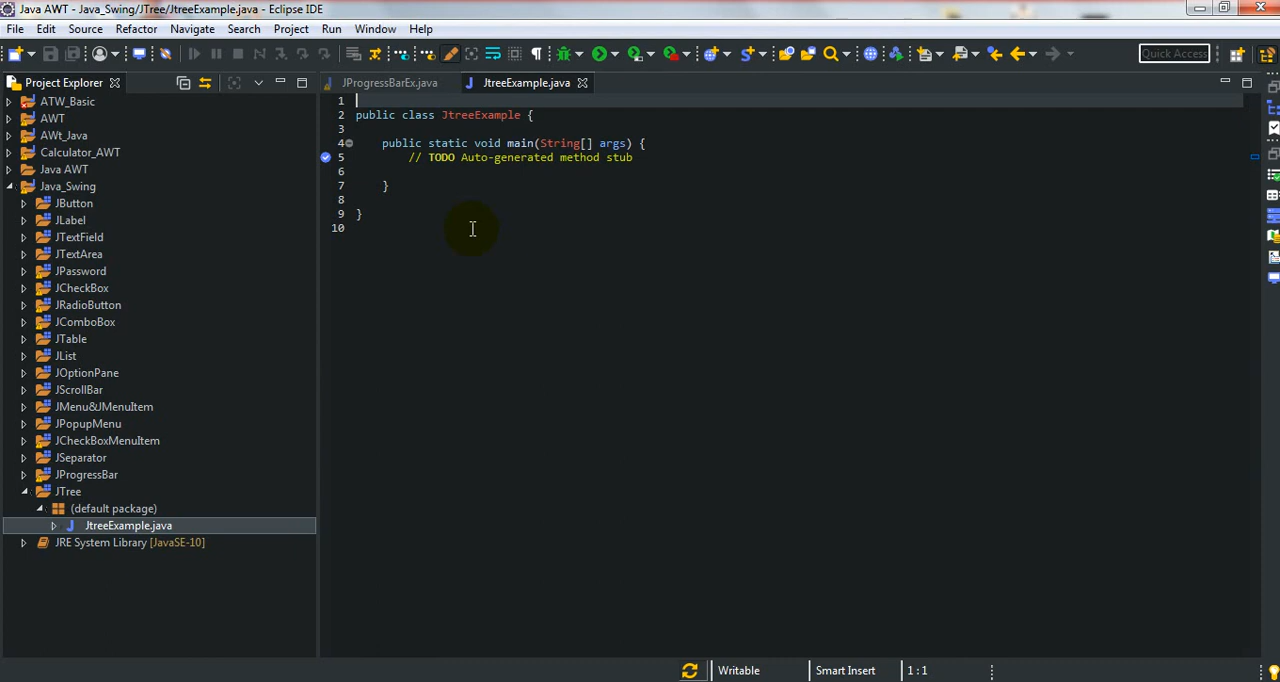 Java AWT - Java_Swing/JTree/JtreeExample.java - Eclipse IDE
File Edit Source Refactor Navigate Search Project Run Window Help
Quick Access
Project Explorer
JProgressBarEx.java
JtreeExample.java
ATW_Basic
AWT
AWt_Java
Calculator_AWT
Java AWT
Java_Swing
JButton
JLabel
JTextField
JTextArea
JPassword
JCheckBox
JRadioButton
JComboBox
JTable
JList
JOptionPane
JScrollBar
JMenu&JMenuItem
JPopupMenu
JCheckBoxMenuItem
JSeparator
JProgressBar
JTree
(default package)
JtreeExample.java
JRE System Library [JavaSE-10]
1
2 public class JtreeExample {
3
4 public static void main(String[] args) {
5 // TODO Auto-generated method stub
6
7 }
8
9 }
10
Writable Smart Insert 1 : 1